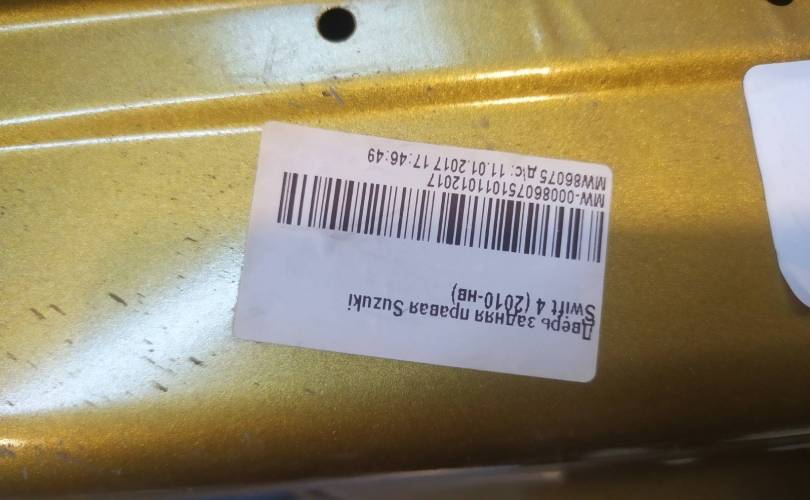 Дверь задняя правая Suzuki
Swift 4 (2010-нв)
MW-000860751011012017
MW86075 д\с: 11.01.2017 17:46:49